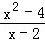 x² − 4
x − 2